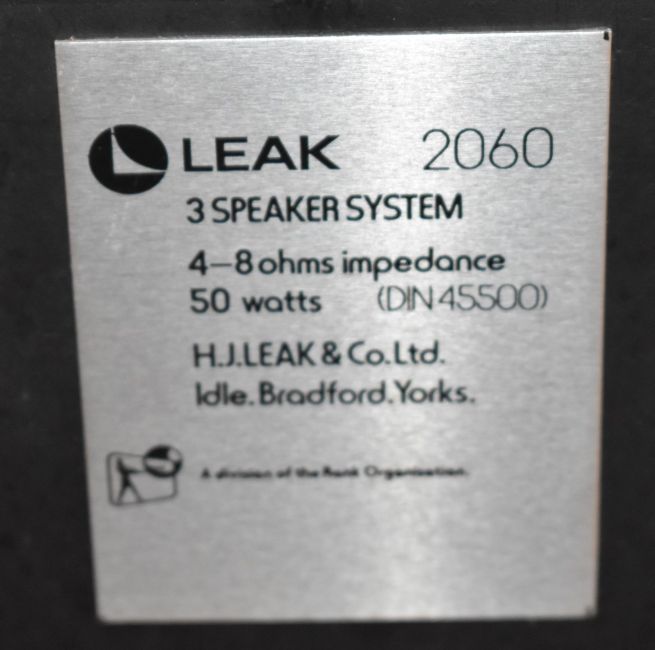 LEAK 2060
3 SPEAKER SYSTEM
4-8 ohms impedance
50 watts (DIN 45500)
H.J.LEAK & Co.Ltd.
Idle.Bradford.Yorks.
A division of the Rank Organisation.